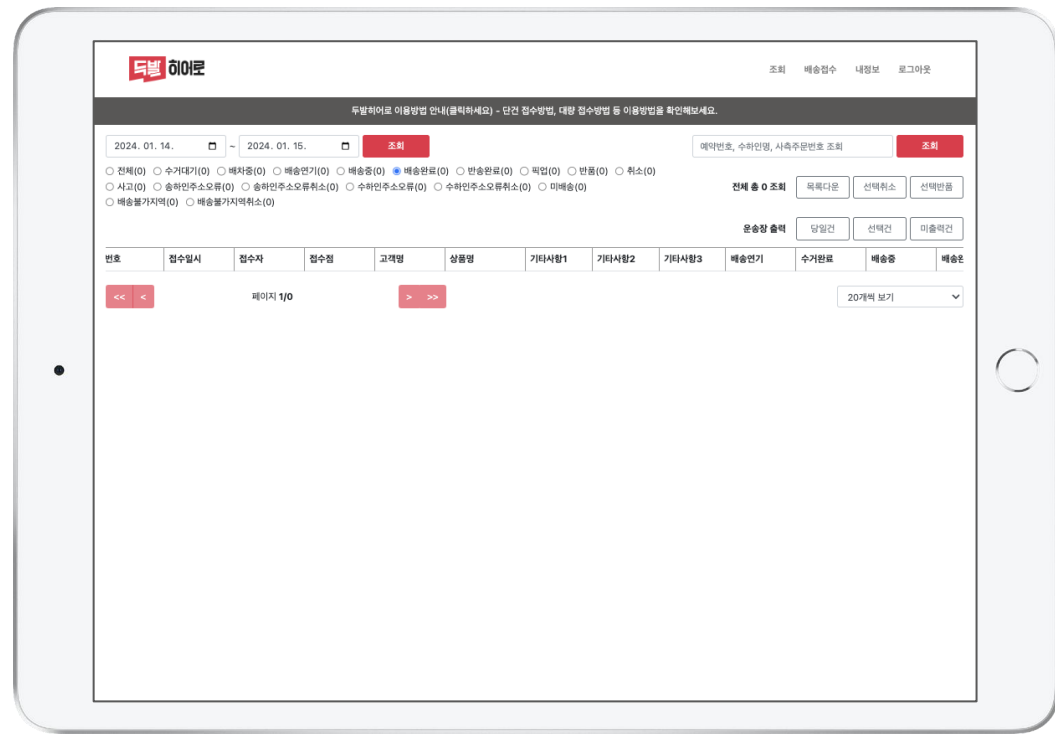 두발 히어로
조회 배송접수 내정보 로그아웃
두발히어로 이용방법 안내(클릭하세요) - 단건 접수방법, 대량 접수방법 등 이용방법을 확인해보세요.
2024. 01. 14. ~ 2024. 01. 15. 조회 예약번호, 수하인명, 사측주문번호 조회 조회
전체(0) 수거대기(0) 배차중(0) 배송연기(0) 배송중(0) 배송완료(0) 반송완료(0) 픽업(0) 반품(0) 취소(0)
사고(0) 송하인주소오류(0) 송하인주소오류취소(0) 수하인주소오류(0) 수하인주소오류취소(0) 미배송(0)
전체 총 0 조회 목록다운 선택취소 선택반품
배송불가지역(0) 배송불가지역취소(0)
운송장 출력 당일건 선택건 미출력건
번호 접수일시 접수자 접수점 고객명 상품명 기타사항1 기타사항2 기타사항3 배송연기 수거완료 배송중 배송완
<< < 페이지 1/0 > >> 20개씩 보기